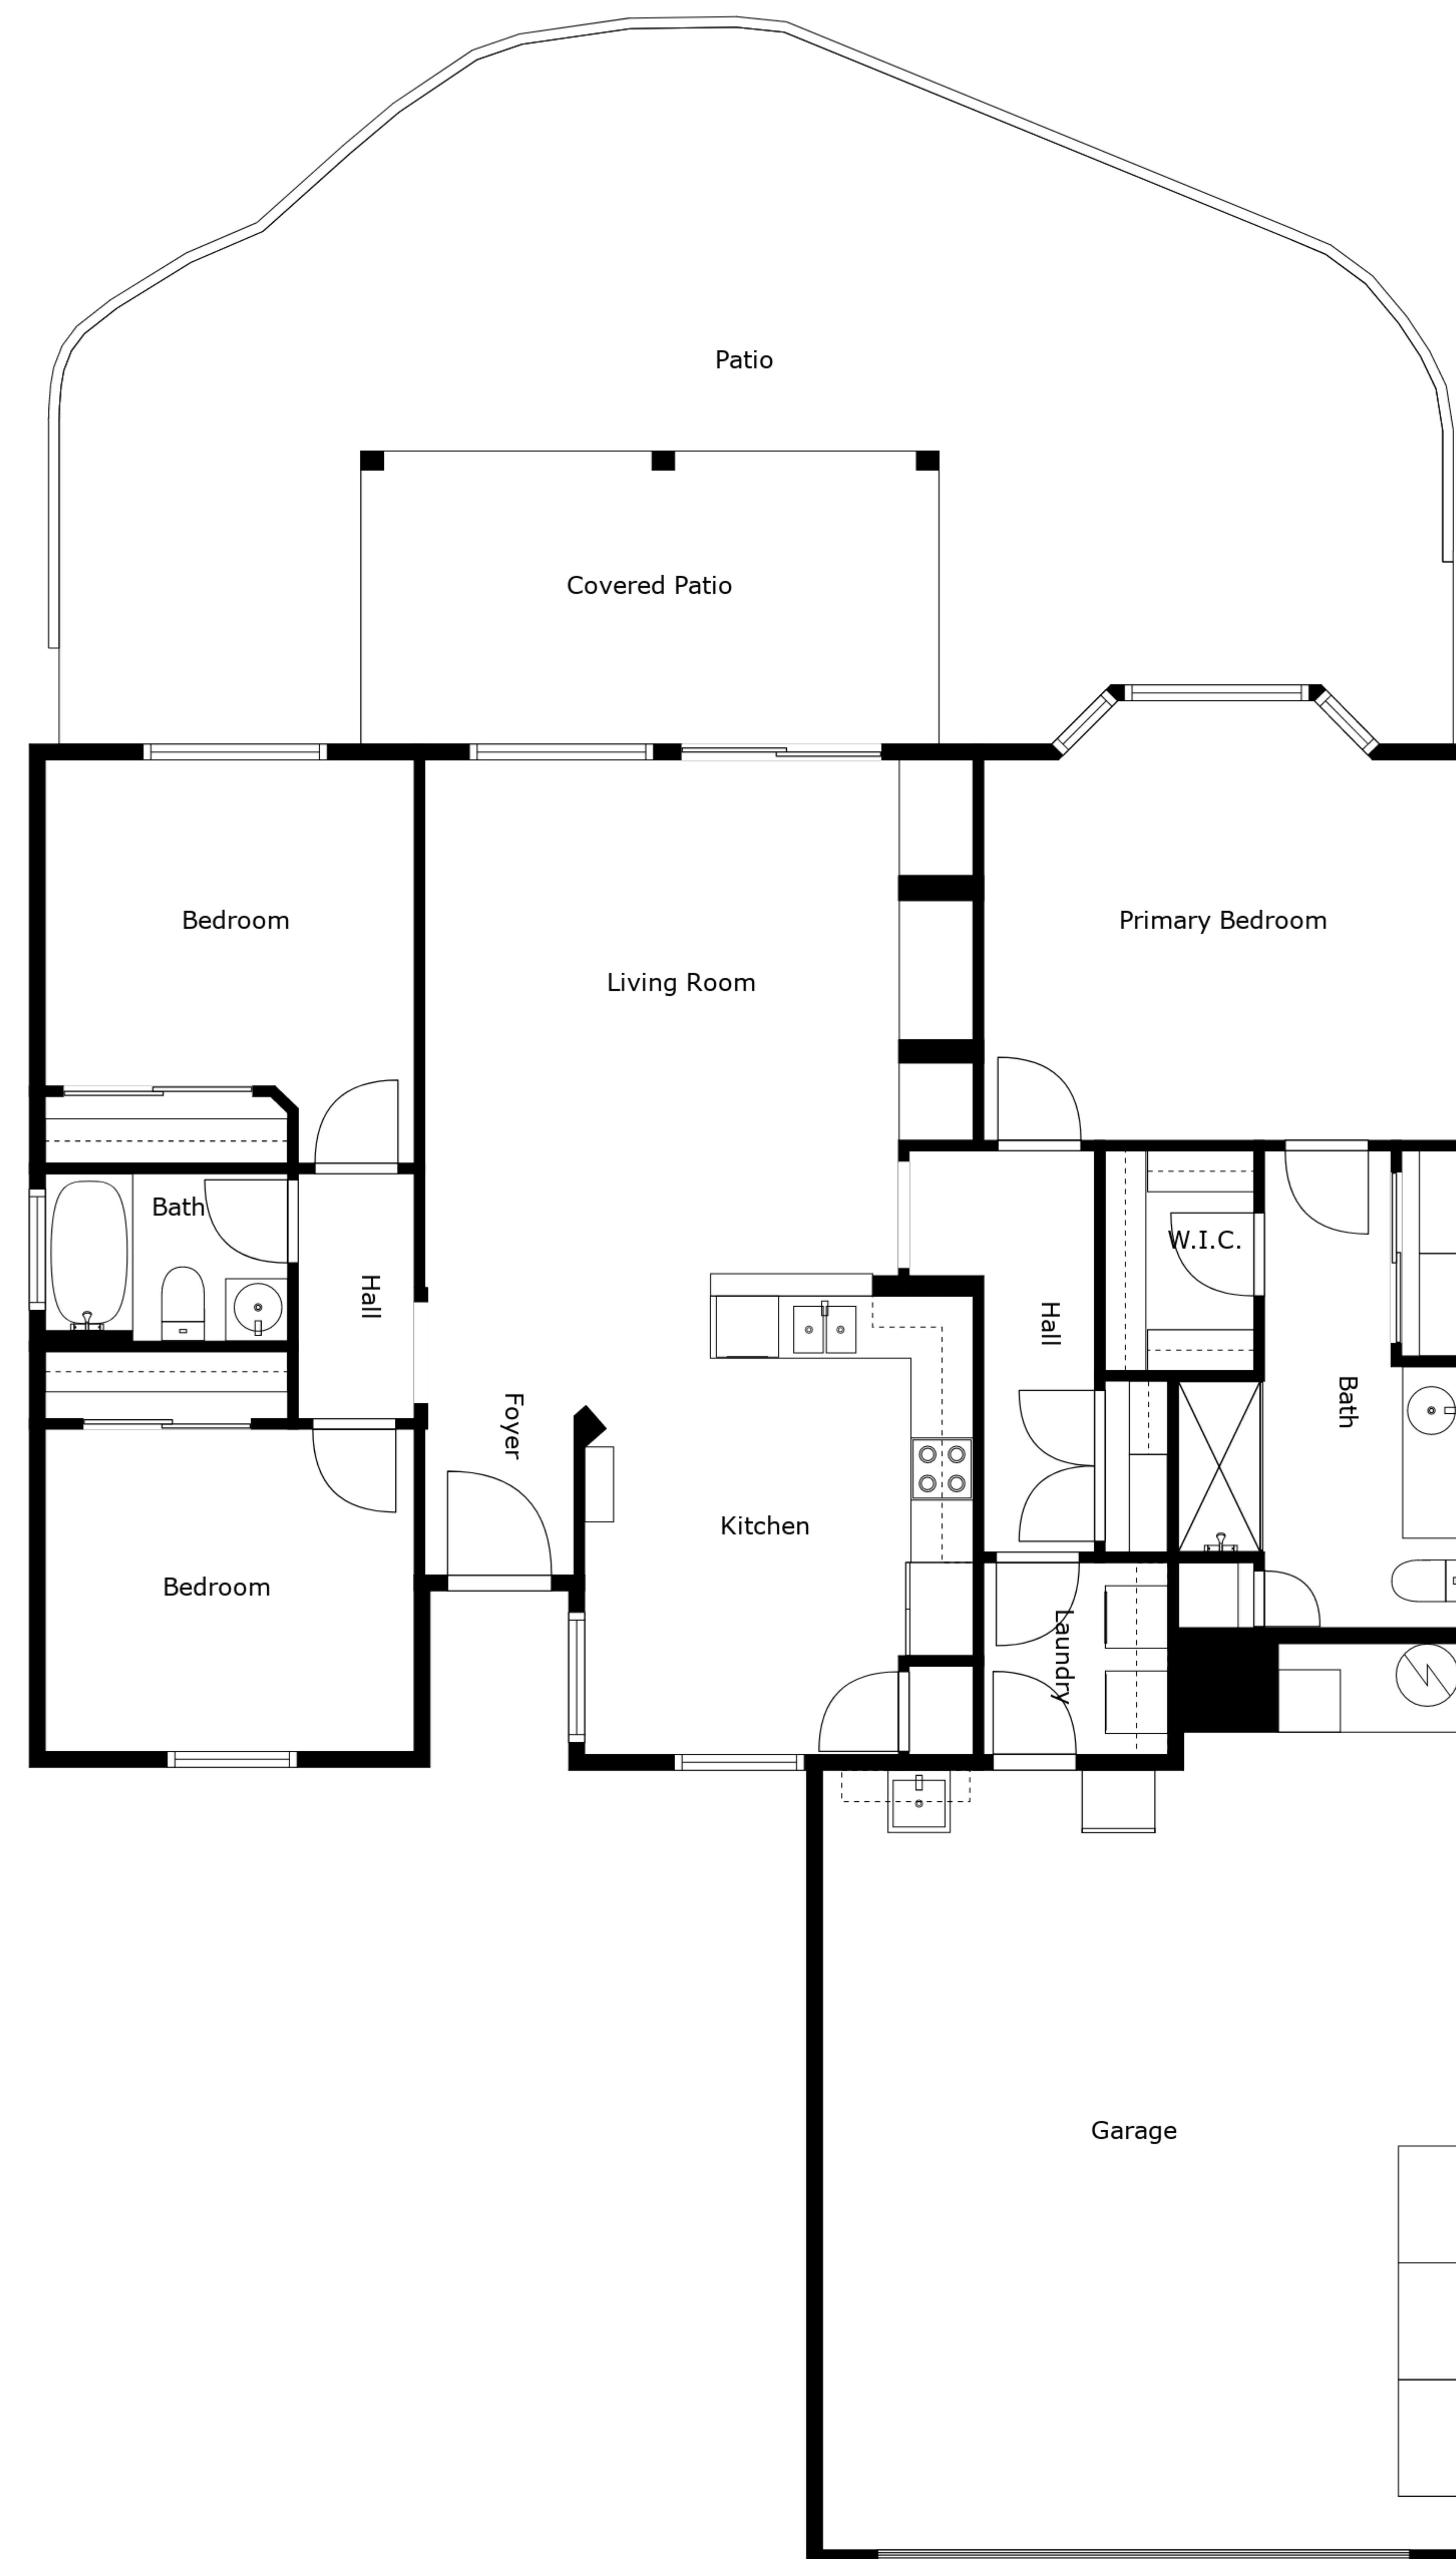 Patio
Covered Patio
Bedroom
Primary Bedroom
Living Room
Bath
W.I.C.
Hall
Hall
Bath
Foyer
Kitchen
Bedroom
Laundry
Garage